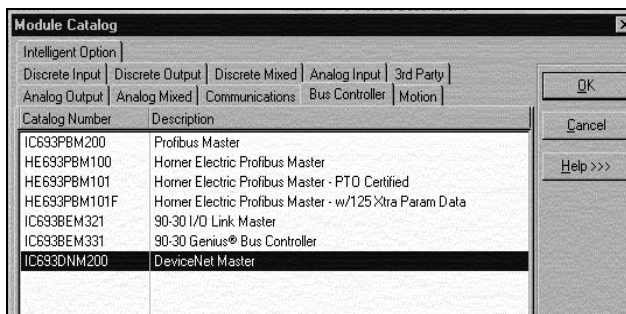 Module Catalog
Intelligent Option
Discrete Input Discrete Output Discrete Mixed Analog Input 3rd Party
Analog Output Analog Mixed Communications Bus Controller Motion
OK
Cancel
Help >>>
Catalog Number Description
IC693PBM200 Profibus Master
HE693PBM100 Horner Electric Profibus Master
HE693PBM101 Horner Electric Profibus Master - PTO Certified
HE693PBM101F Horner Electric Profibus Master - w/125 Xtra Param Data
IC693BEM321 90-30 I/O Link Master
IC693BEM331 90-30 Genius® Bus Controller
IC693DNM200 DeviceNet Master